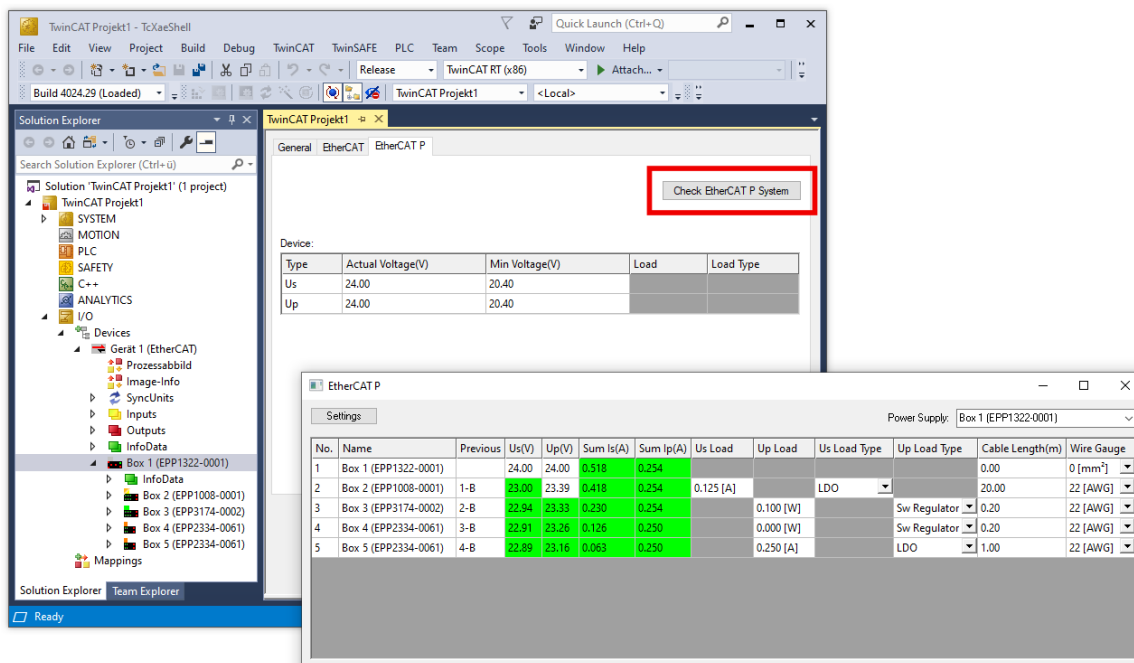 TwinCAT Projekt1 - TcXaeShell
Quick Launch (Ctrl+Q)
File Edit View Project Build Debug TwinCAT TwinSAFE PLC Team Scope Tools Window Help
Release TwinCAT RT (x86) Attach...
Build 4024.29 (Loaded) TwinCAT Projekt1 <Local>
Solution Explorer
Search Solution Explorer (Ctrl+ü)
Solution 'TwinCAT Projekt1' (1 project)
TwinCAT Projekt1
SYSTEM
MOTION
PLC
SAFETY
C++
ANALYTICS
I/O
Devices
Gerät 1 (EtherCAT)
Prozessabbild
Image-Info
SyncUnits
Inputs
Outputs
InfoData
Box 1 (EPP1322-0001)
InfoData
Box 2 (EPP1008-0001)
Box 3 (EPP3174-0002)
Box 4 (EPP2334-0061)
Box 5 (EPP2334-0061)
Mappings
Solution Explorer Team Explorer
Ready
TwinCAT Projekt1
General EtherCAT EtherCAT P
Check EtherCAT P System
Device:
Type Actual Voltage(V) Min Voltage(V) Load Load Type
Us 24.00 20.40
Up 24.00 20.40
EtherCAT P
Settings Power Supply: Box 1 (EPP1322-0001)
No. Name Previous Us(V) Up(V) Sum Is(A) Sum Ip(A) Us Load Up Load Us Load Type Up Load Type Cable Length(m) Wire Gauge
1 Box 1 (EPP1322-0001) 24.00 24.00 0.518 0.254 0.00 0 [mm²]
2 Box 2 (EPP1008-0001) 1-B 23.00 23.39 0.418 0.254 0.125 [A] LDO 20.00 22 [AWG]
3 Box 3 (EPP3174-0002) 2-B 22.94 23.33 0.230 0.254 0.100 [W] Sw Regulator 0.20 22 [AWG]
4 Box 4 (EPP2334-0061) 3-B 22.91 23.26 0.126 0.250 0.000 [W] Sw Regulator 0.20 22 [AWG]
5 Box 5 (EPP2334-0061) 4-B 22.89 23.16 0.063 0.250 0.250 [A] LDO 1.00 22 [AWG]